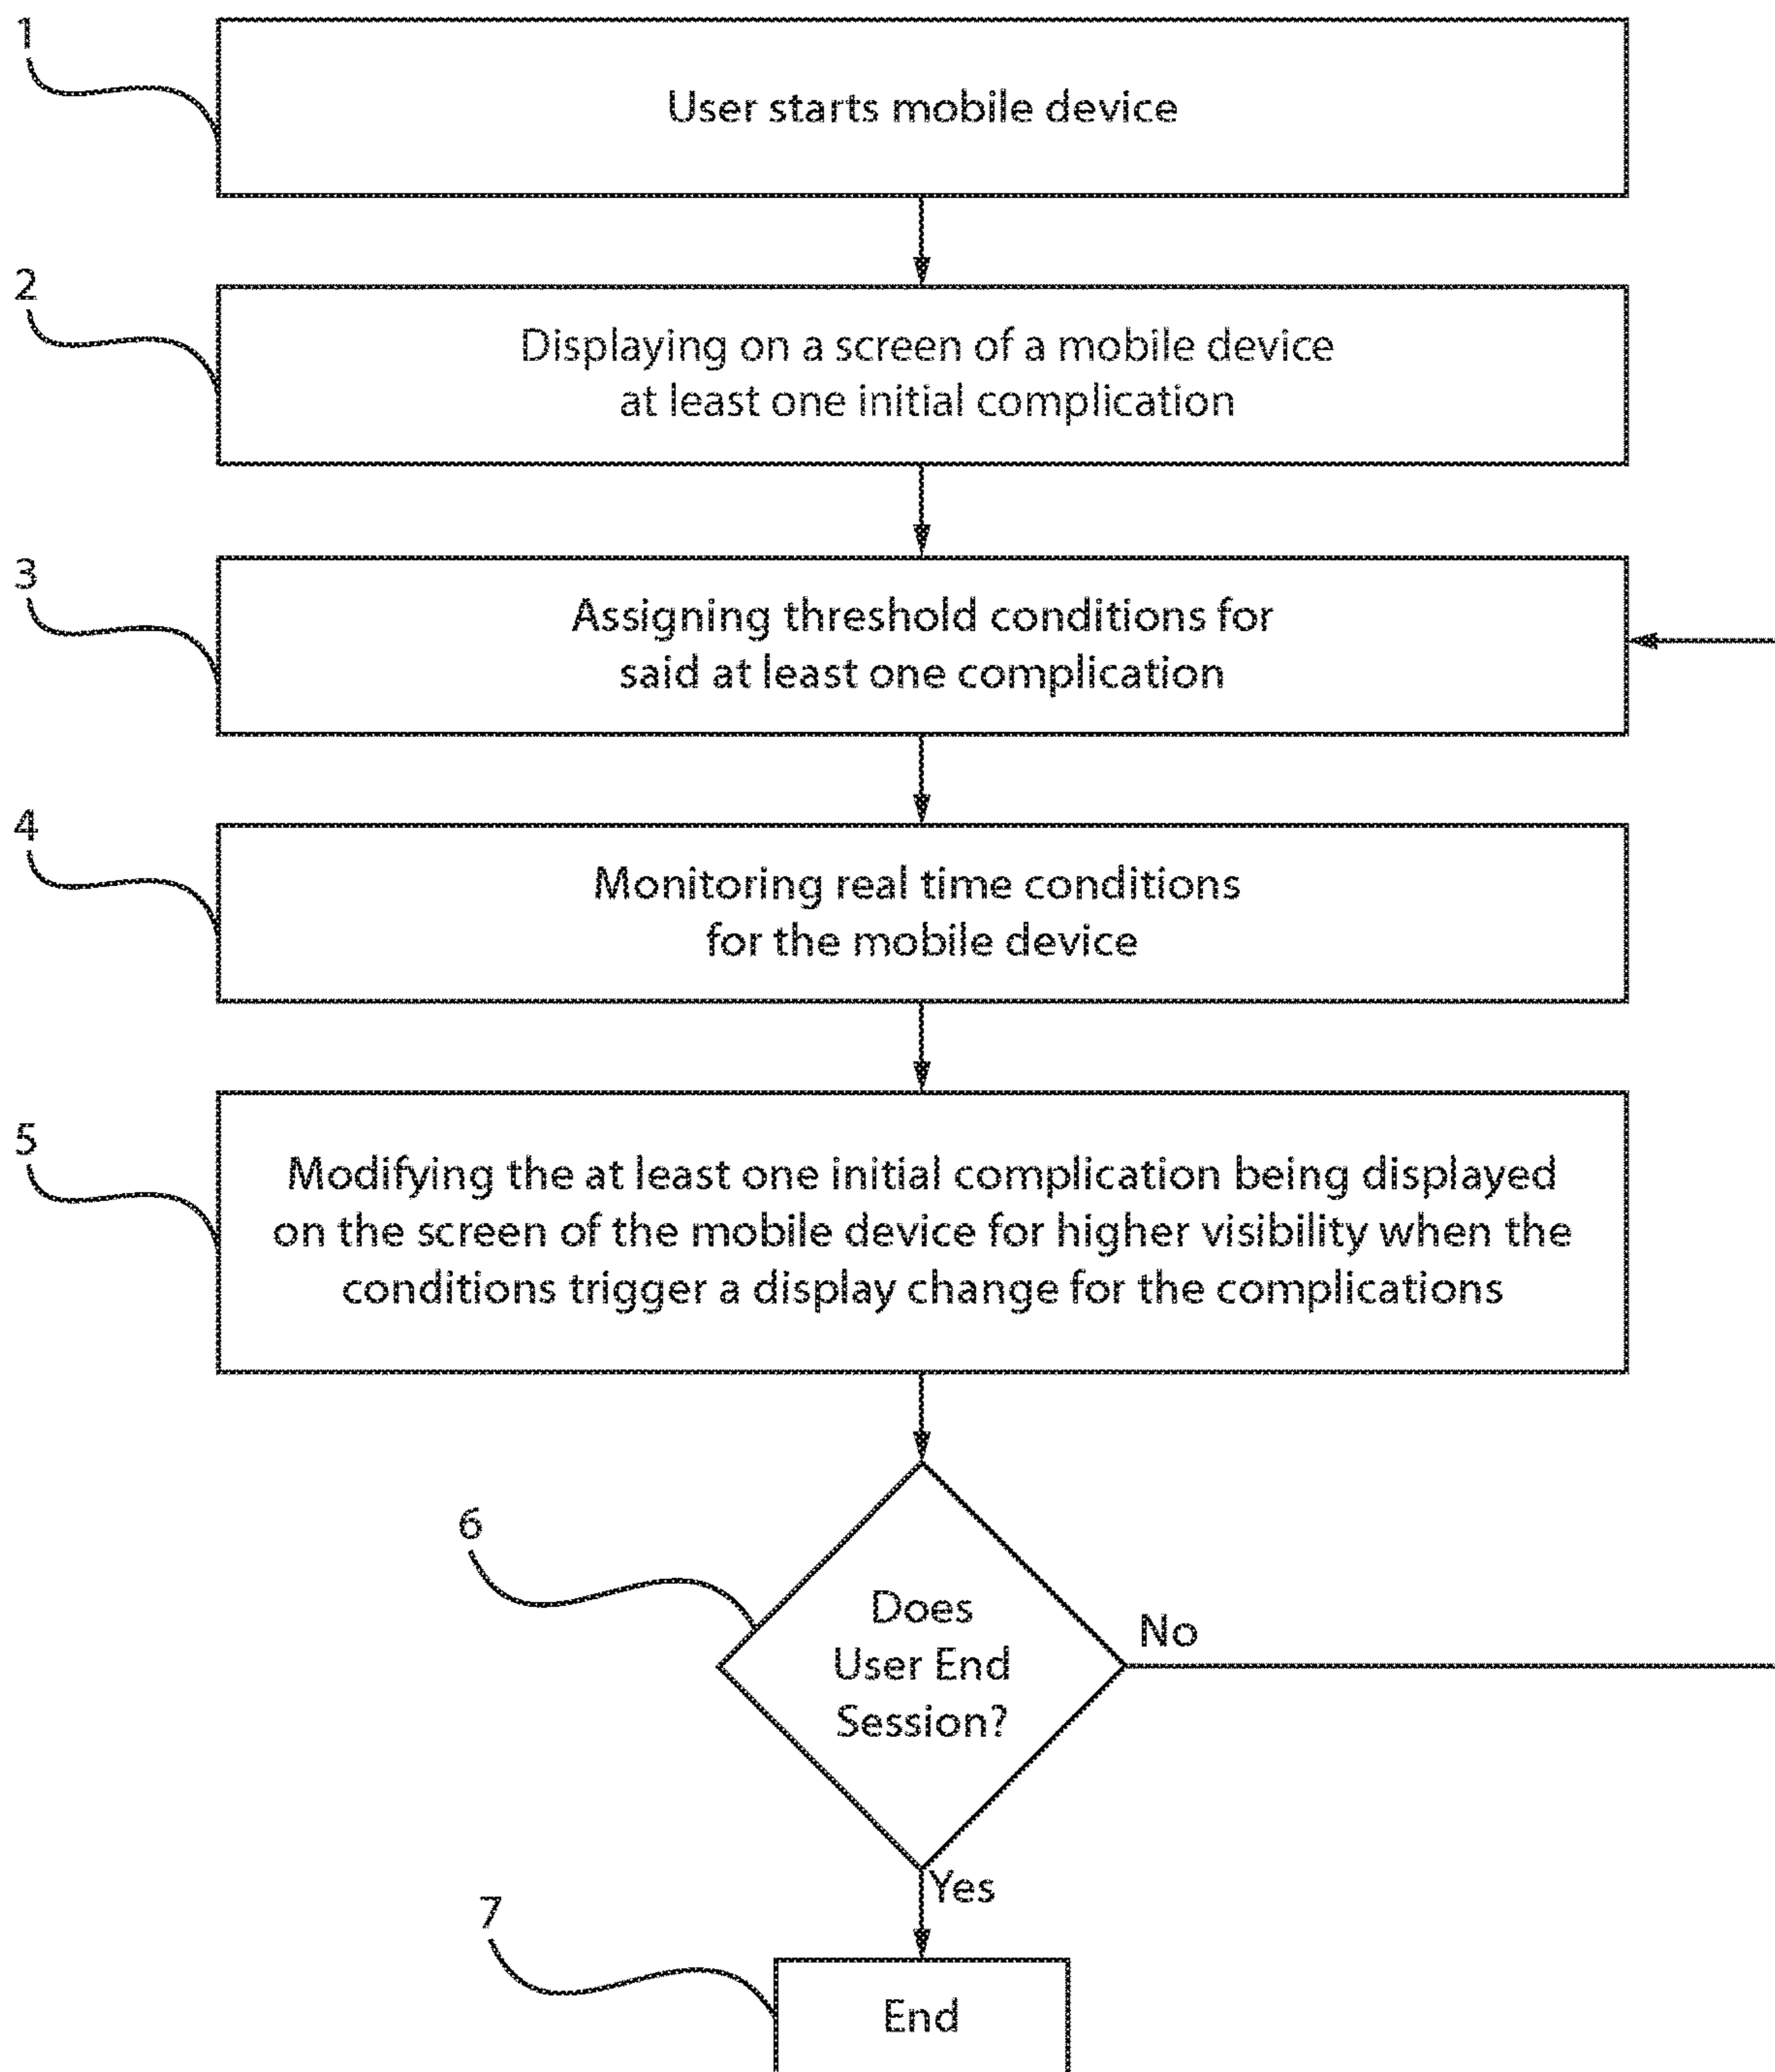 1
User starts mobile device
2
Displaying on a screen of a mobile device
at least one initial complication
3
Assigning threshold conditions for
said at least one complication
4
Monitoring real time conditions
for the mobile device
5
Modifying the at least one initial complication being displayed
on the screen of the mobile device for higher visibility when the
conditions trigger a display change for the complications
6
Does
User End
Session?
No
Yes
7
End